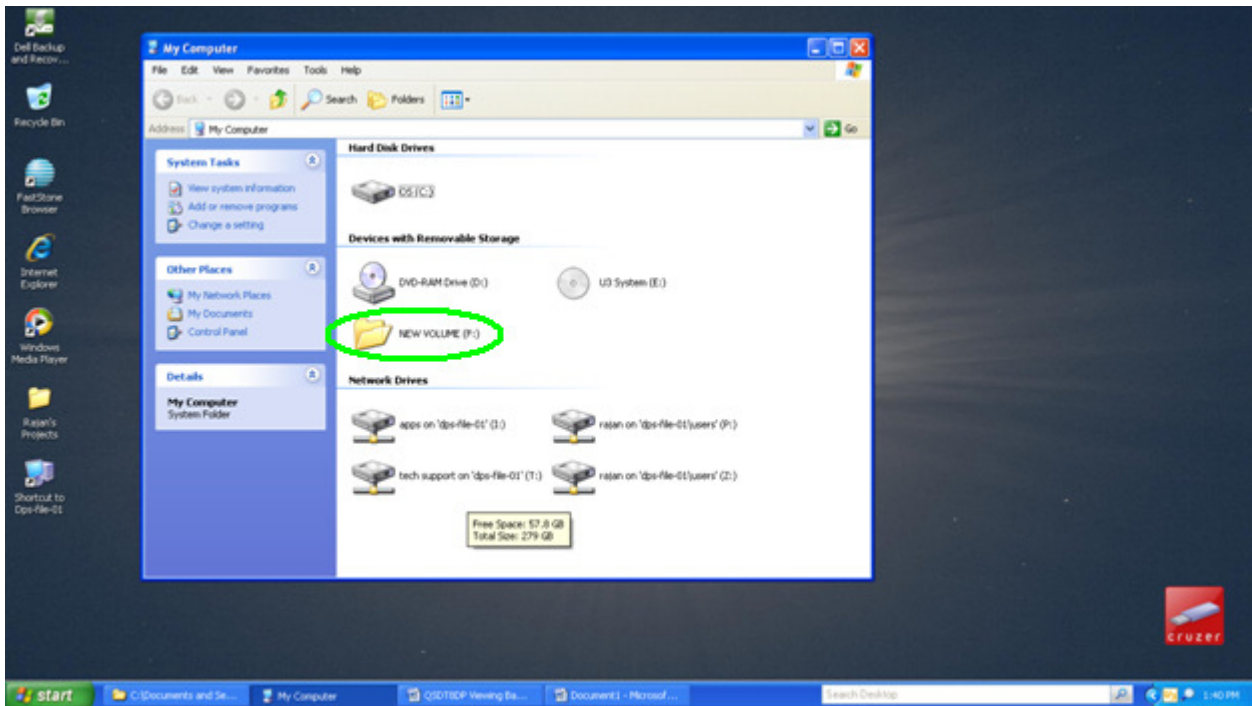 Dell Backup
and Recov...
Recycle Bin
FastStone
Browser
Internet
Explorer
Windows
Media Player
Rajan's
Projects
Shortcut to
Dps-file-01
My Computer
File Edit View Favorites Tools Help
Back Search Folders
Address My Computer Go
System Tasks
View system information
Add or remove programs
Change a setting
Other Places
My Network Places
My Documents
Control Panel
Details
My Computer
System Folder
Hard Disk Drives
OS (C:)
Devices with Removable Storage
DVD-RAM Drive (D:) U3 System (E:)
NEW VOLUME (F:)
Network Drives
apps on 'dps-file-01' (I:) rajan on 'dps-file-01\users' (P:)
tech support on 'dps-file-01' (T:) rajan on 'dps-file-01\users' (Z:)
Free Space: 57.8 GB
Total Size: 279 GB
cruzer
start C:\Documents and Se... My Computer QSDT8DP Viewing Ba... Document1 - Microsof... Search Desktop 1:40 PM